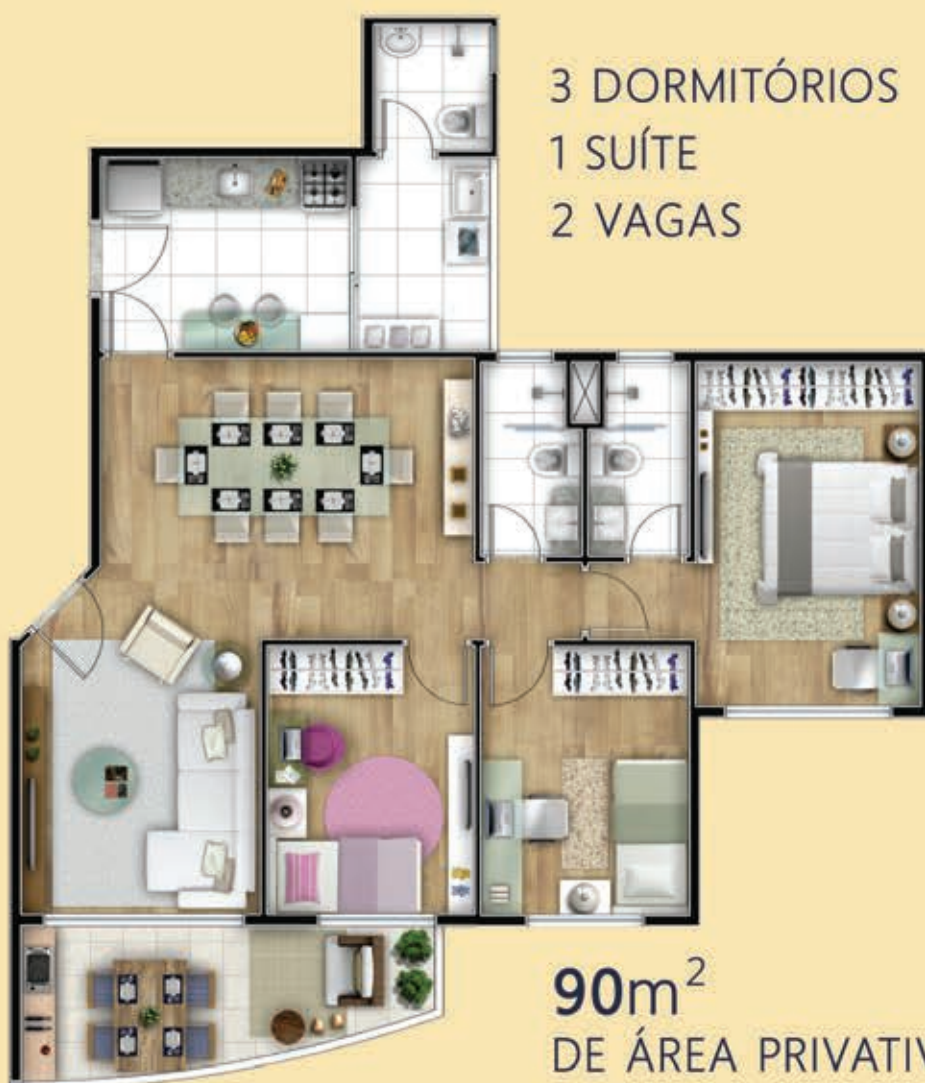 3 DORMITÓRIOS
1 SUÍTE
2 VAGAS
90m²
DE ÁREA PRIVATIV